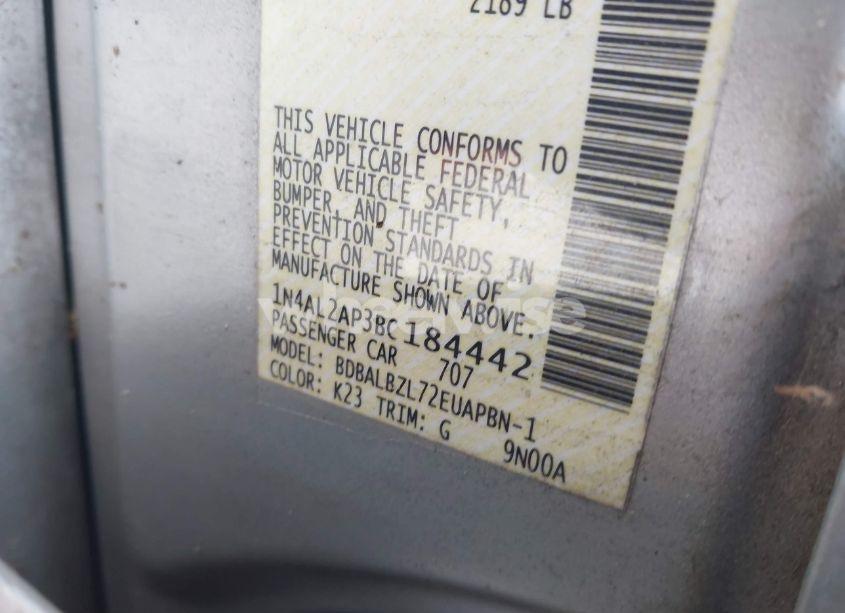 2189 LB
THIS VEHICLE CONFORMS TO
ALL APPLICABLE FEDERAL
MOTOR VEHICLE SAFETY,
BUMPER, AND THEFT
PREVENTION STANDARDS IN
EFFECT ON THE DATE OF
MANUFACTURE SHOWN ABOVE.
1N4AL2AP3BC184442
PASSENGER CAR 707
MODEL: BDBALBZL72EUAPBN-1
COLOR: K23 TRIM: G 9N00A